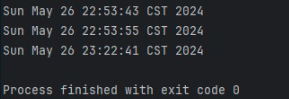 Sun May 26 22:53:43 CST 2024
Sun May 26 22:53:55 CST 2024
Sun May 26 23:22:41 CST 2024
Process finished with exit code 0